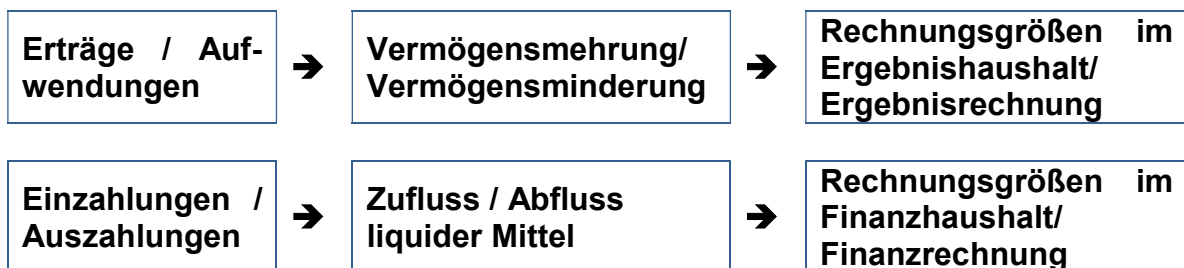 Erträge / Auf-
wendungen
➔
Vermögensmehrung/
Vermögensminderung
➔
Rechnungsgrößen im
Ergebnishaushalt/
Ergebnisrechnung
Einzahlungen /
Auszahlungen
➔
Zufluss / Abfluss
liquider Mittel
➔
Rechnungsgrößen im
Finanzhaushalt/
Finanzrechnung